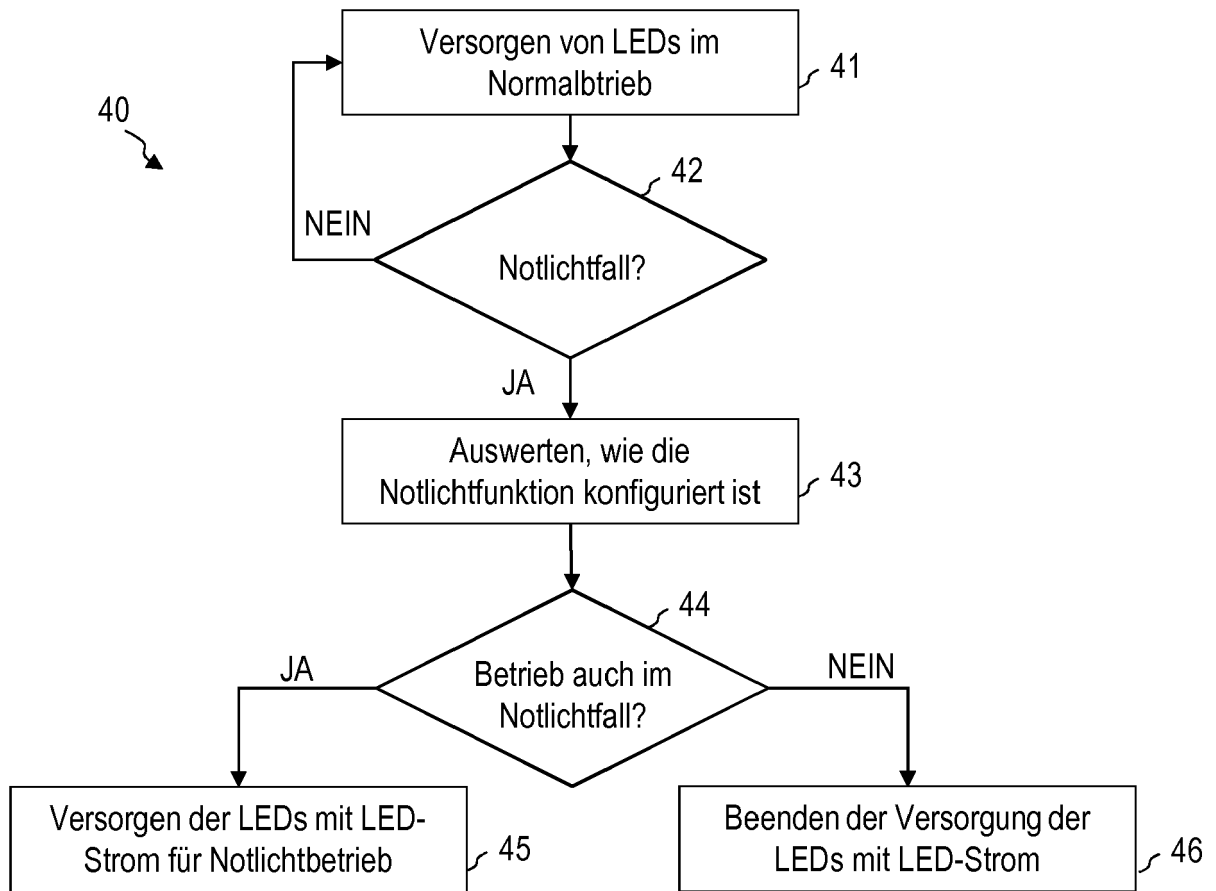 Versorgen von LEDs im
Normalbtrieb
41
40
42
NEIN
Notlichtfall?
JA
Auswerten, wie die
Notlichtfunktion konfiguriert ist
43
44
JA
Betrieb auch im
Notlichtfall?
NEIN
Versorgen der LEDs mit LED-
Strom für Notlichtbetrieb
45
Beenden der Versorgung der
LEDs mit LED-Strom
46